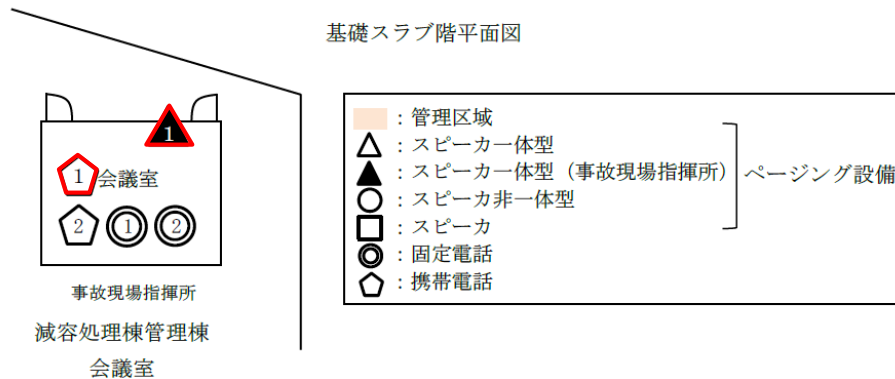 基礎スラブ階平面図
1
1 会議室
2 1 2
事故現場指揮所
減容処理棟管理棟
会議室
：管理区域
：スピーカ一体型
：スピーカ一体型（事故現場指揮所）
：スピーカ非一体型
：スピーカ
：固定電話
：携帯電話
ページング設備